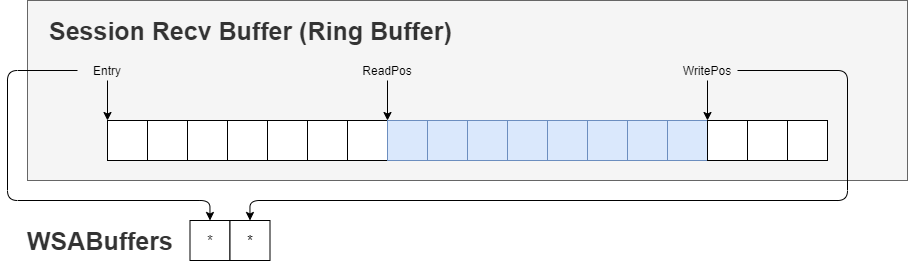 Session Recv Buffer (Ring Buffer)
Entry
ReadPos
WritePos
WSABuffers
*
*